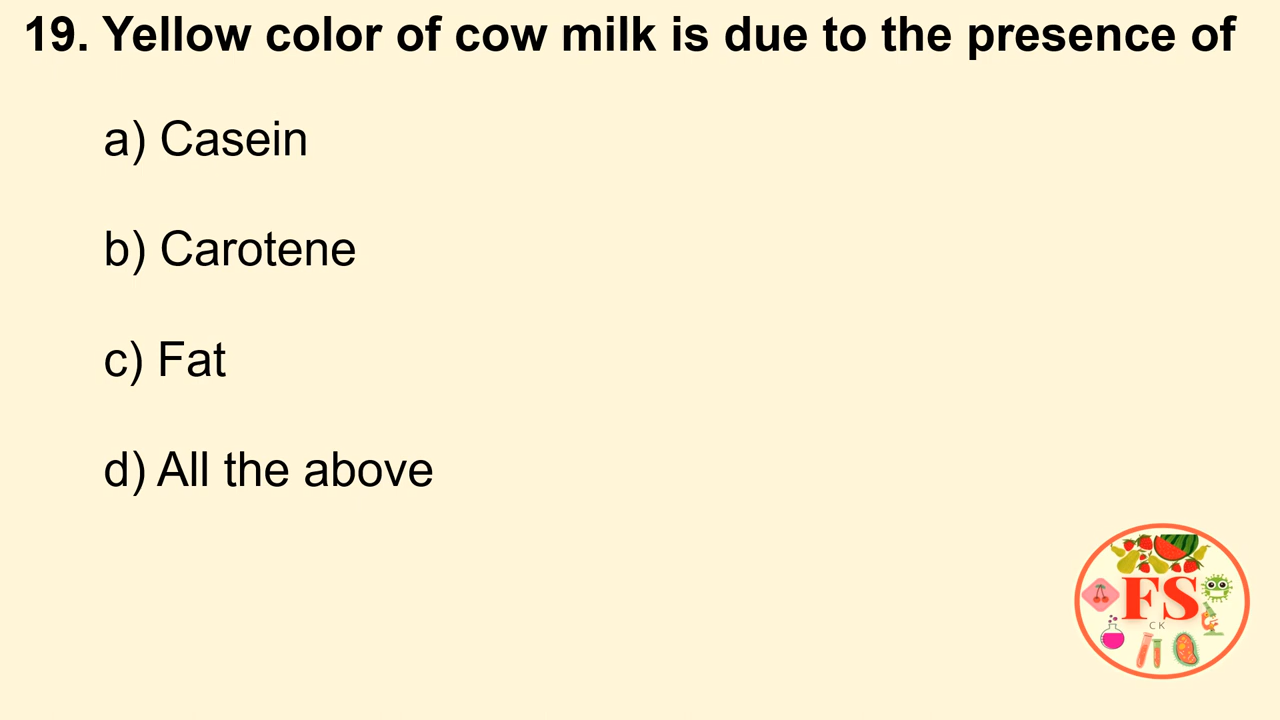 19. Yellow color of cow milk is due to the presence of
a) Casein
b) Carotene
c) Fat
d) All the above
FS
CK